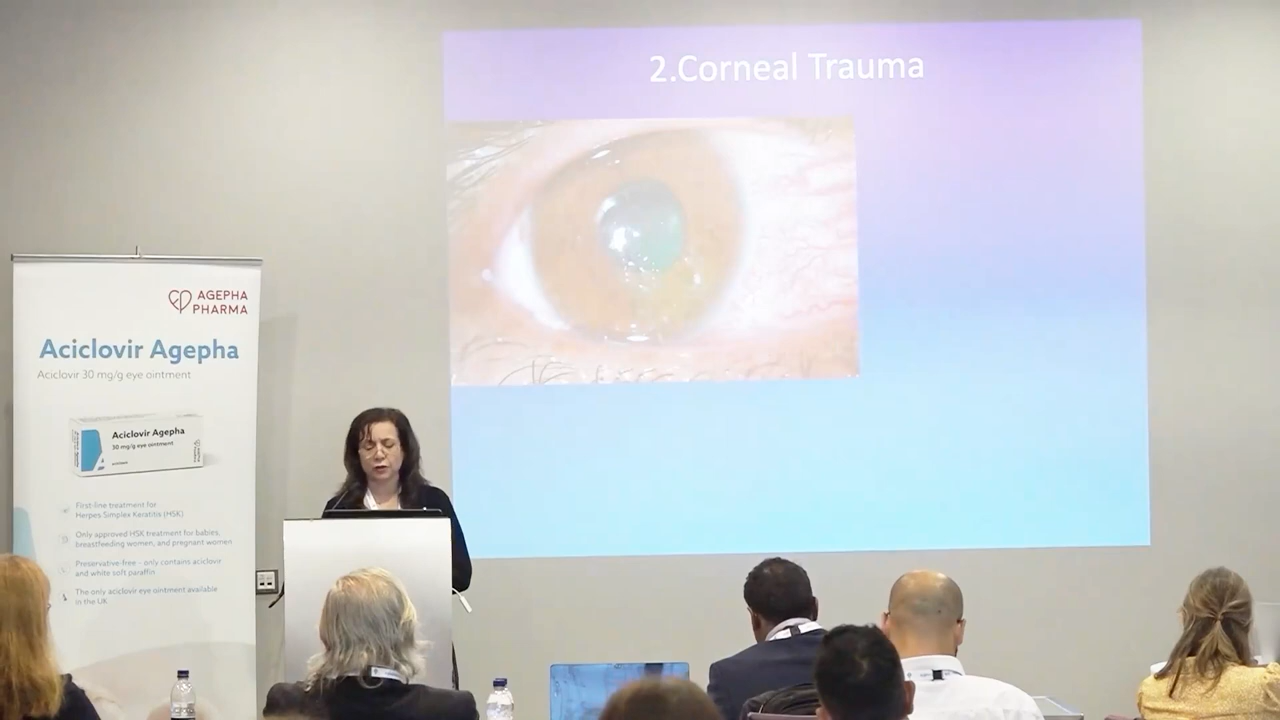 2.Corneal Trauma
AGEPHA
PHARMA
Aciclovir Agepha
Aciclovir 30 mg/g eye ointment
Aciclovir Agepha
30 mg/g eye ointment
First-line treatment for
Herpes Simplex Keratitis (HSK)
Only approved HSK treatment for babies,
breastfeeding women, and pregnant women
Preservative-free – only contains aciclovir
and white soft paraffin
The only aciclovir eye ointment available
in the UK